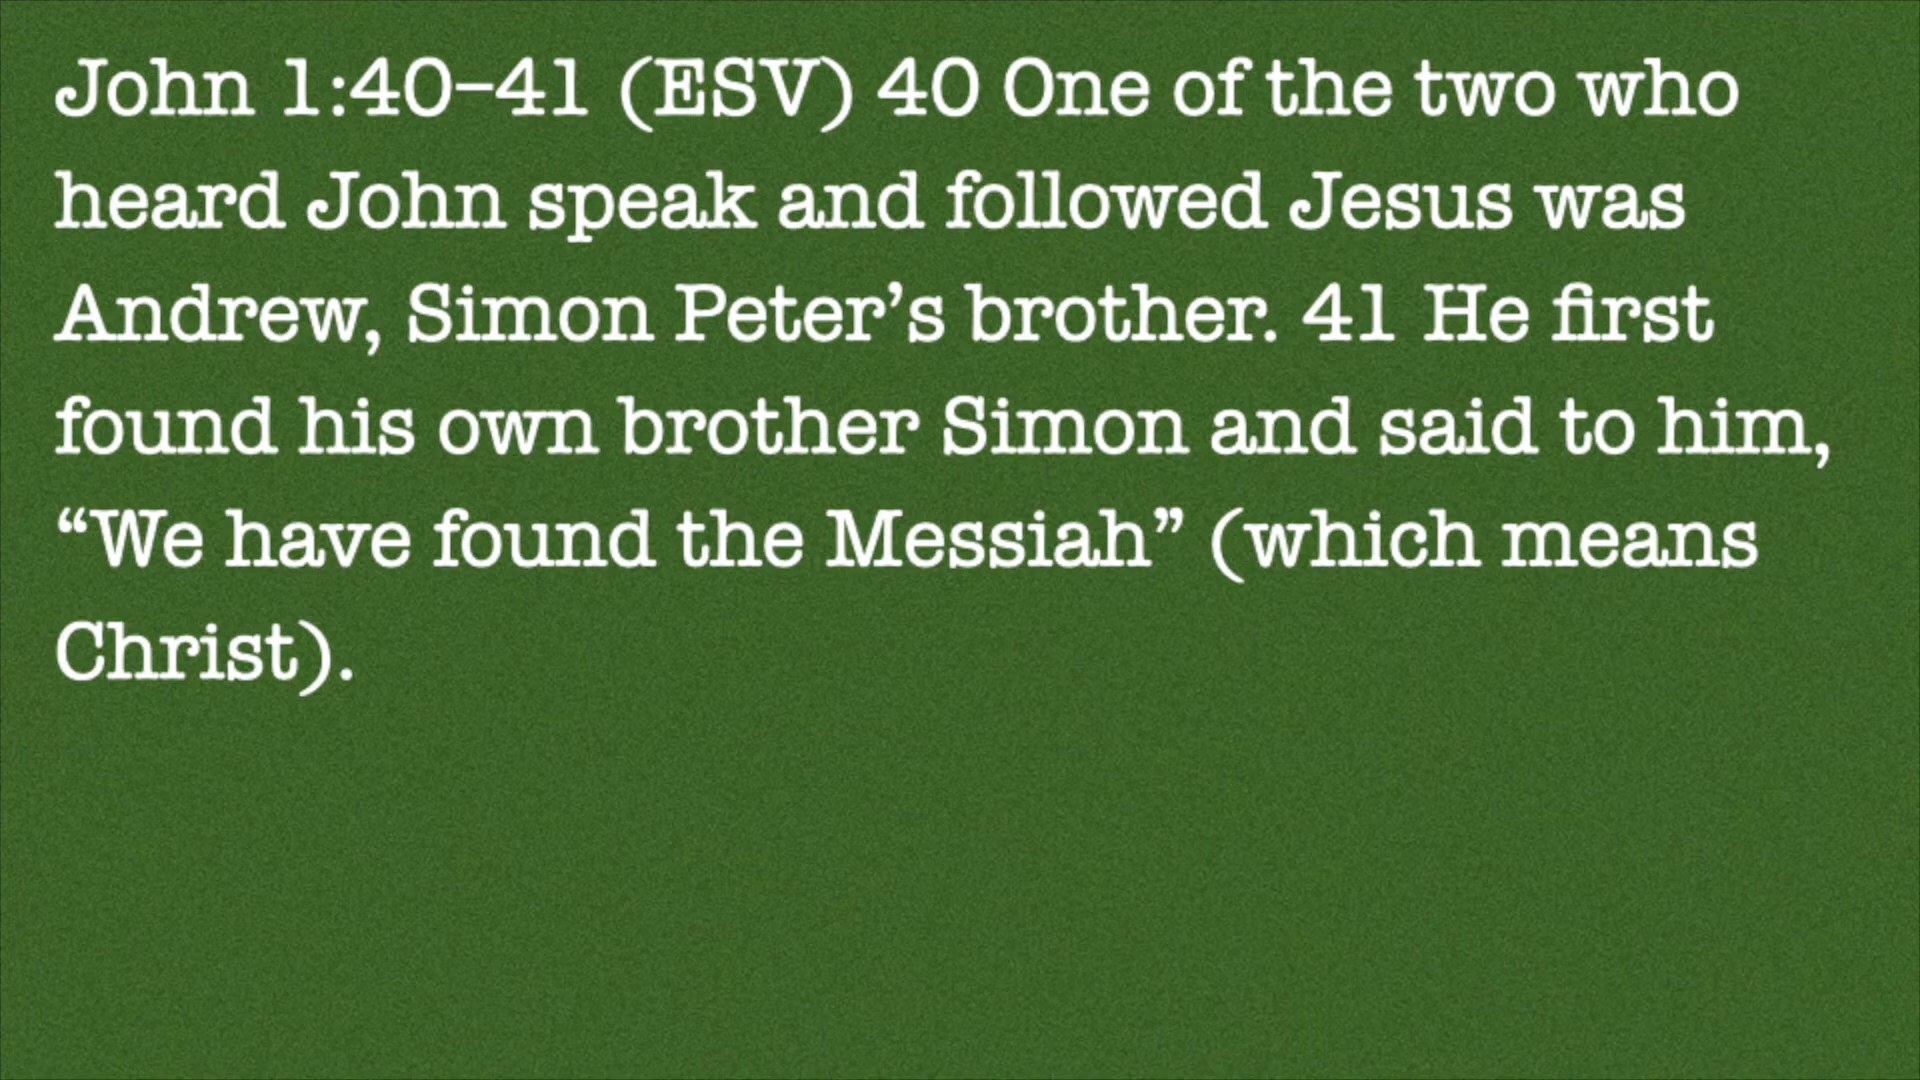 John 1:40–41 (ESV) 40 One of the two who
heard John speak and followed Jesus was
Andrew, Simon Peter’s brother. 41 He first
found his own brother Simon and said to him,
“We have found the Messiah” (which means
Christ).